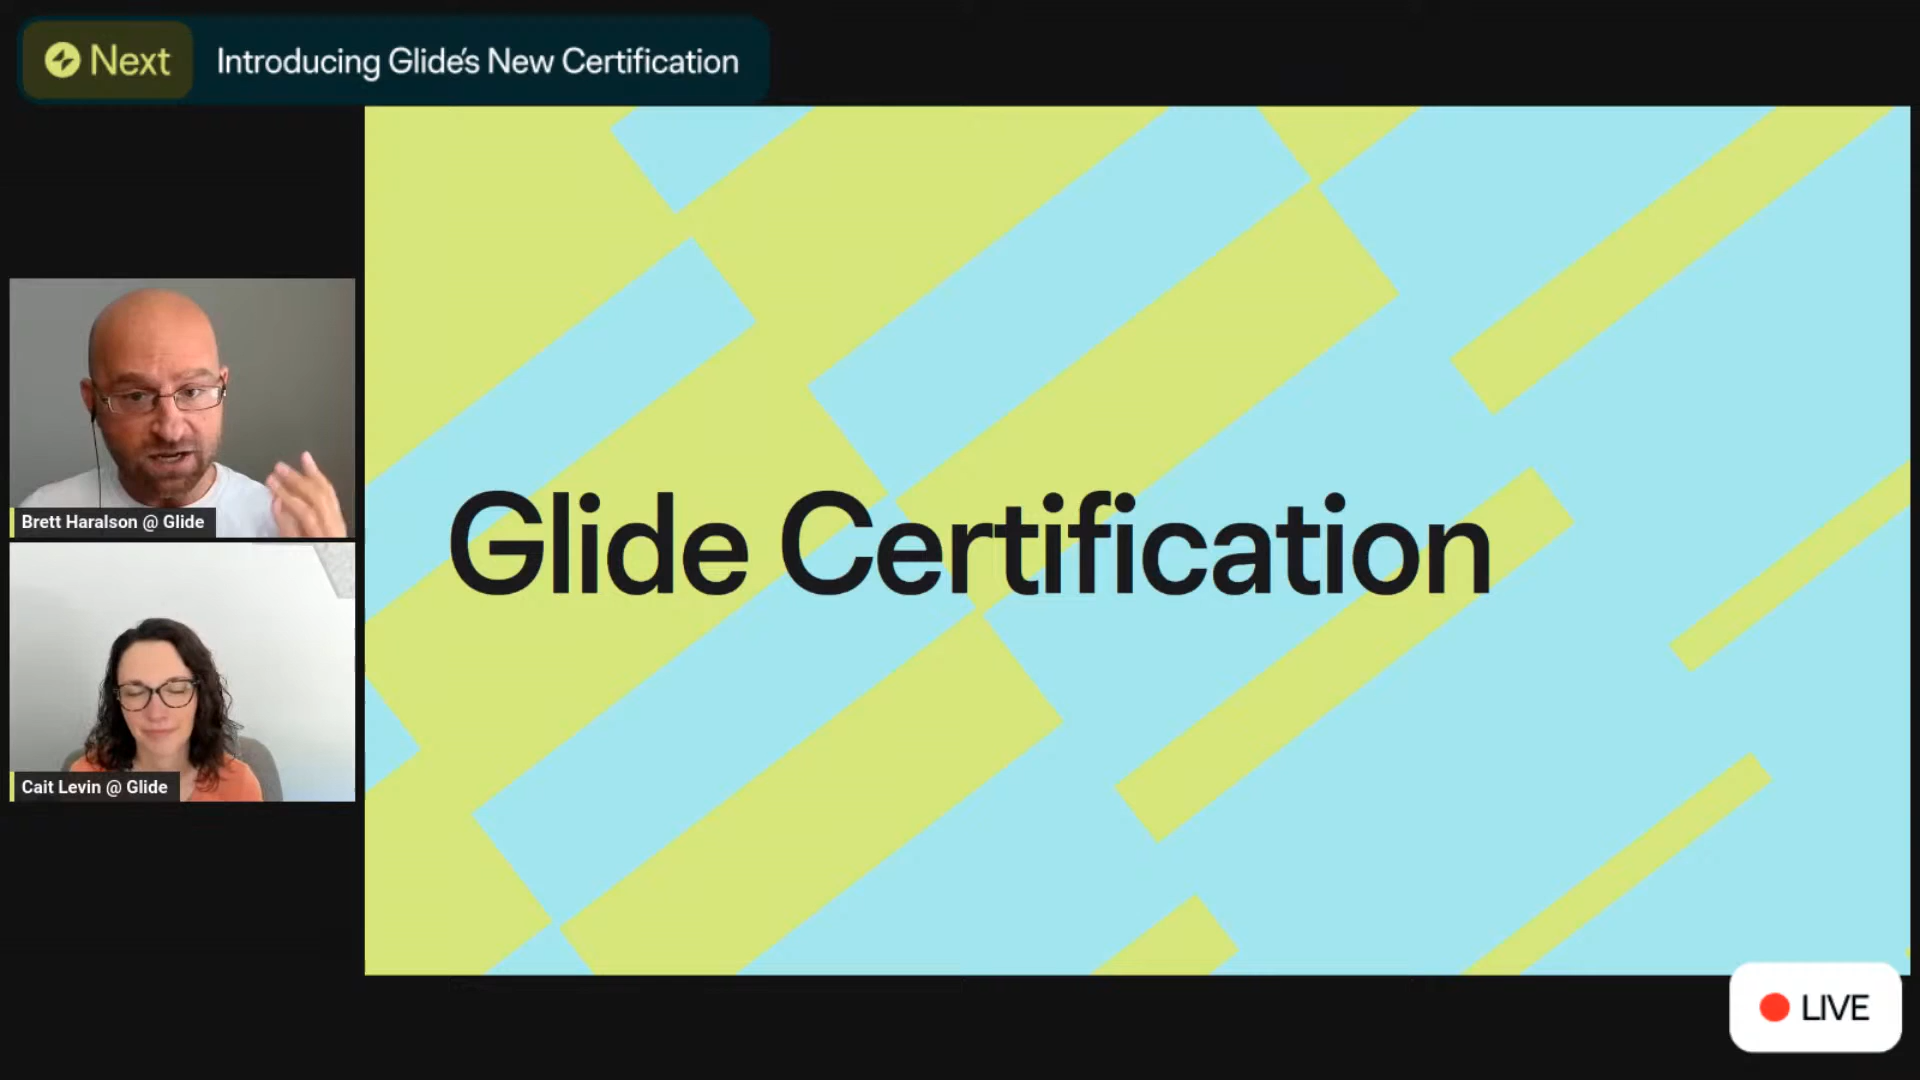 Next
Introducing Glide's New Certification
Brett Haralson @ Glide
Cait Levin @ Glide
Glide Certification
LIVE